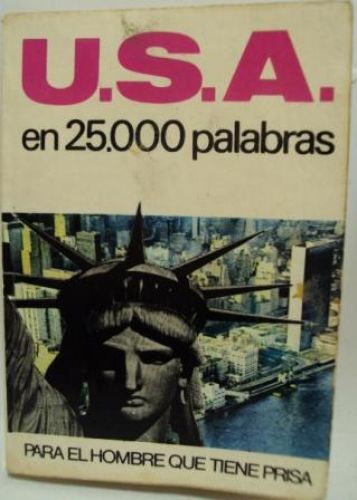 U.S.A.
en 25.000 palabras
PARA EL HOMBRE QUE TIENE PRISA